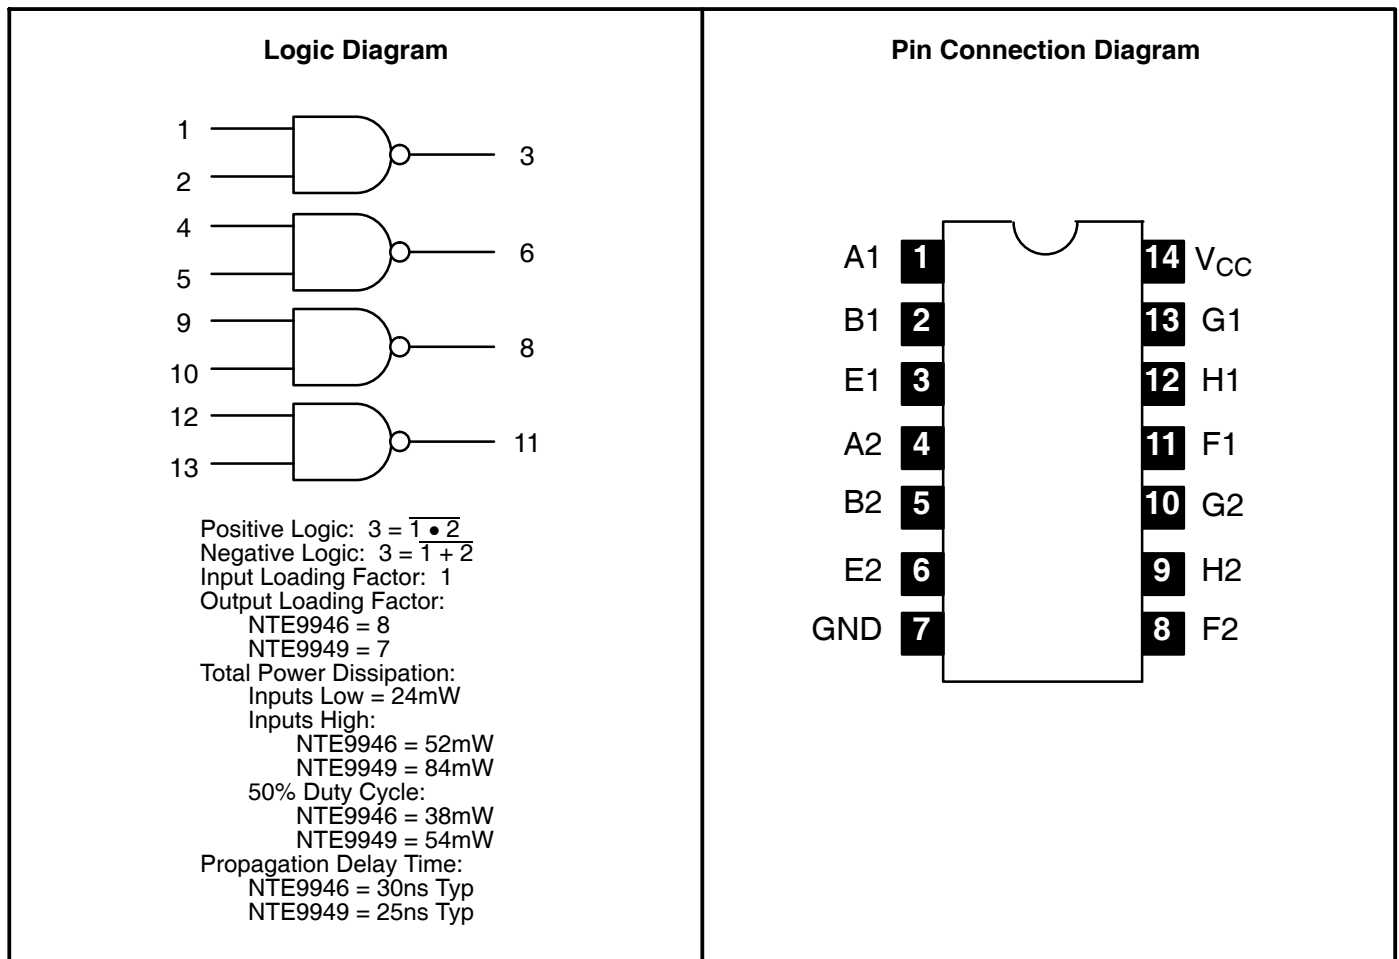 Logic Diagram
1
2
3
4
5
6
9
10
8
12
13
11
Positive Logic: 3 = 1 • 2
Negative Logic: 3 = 1 + 2
Input Loading Factor: 1
Output Loading Factor:
NTE9946 = 8
NTE9949 = 7
Total Power Dissipation:
Inputs Low = 24mW
Inputs High:
NTE9946 = 52mW
NTE9949 = 84mW
50% Duty Cycle:
NTE9946 = 38mW
NTE9949 = 54mW
Propagation Delay Time:
NTE9946 = 30ns Typ
NTE9949 = 25ns Typ
Pin Connection Diagram
A1 1 14 VCC
B1 2 13 G1
E1 3 12 H1
A2 4 11 F1
B2 5 10 G2
E2 6 9 H2
GND 7 8 F2